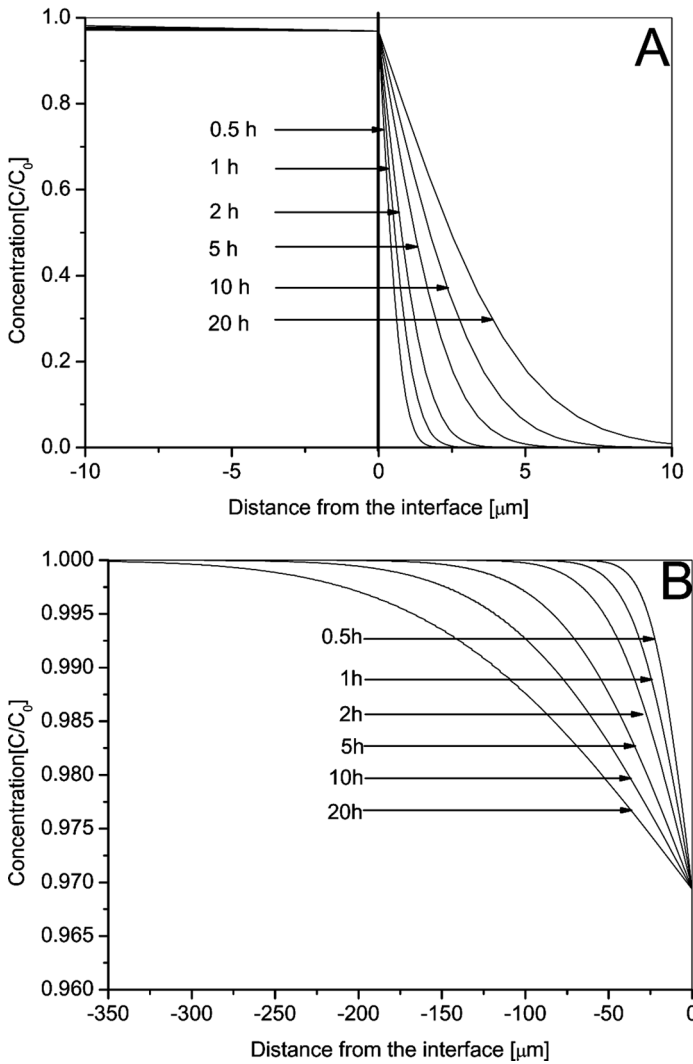 A
1.0
0.8
0.6
0.4
0.2
0.0
Concentration[C/C₀]
0.5 h
1 h
2 h
5 h
10 h
20 h
-10 -5 0 5 10
Distance from the interface [μm]
B
1.000
0.995
0.990
0.985
0.980
0.975
0.970
0.965
0.960
Concentration[C/C₀]
0.5h
1h
2h
5h
10h
20h
-350 -300 -250 -200 -150 -100 -50 0
Distance from the interface [μm]